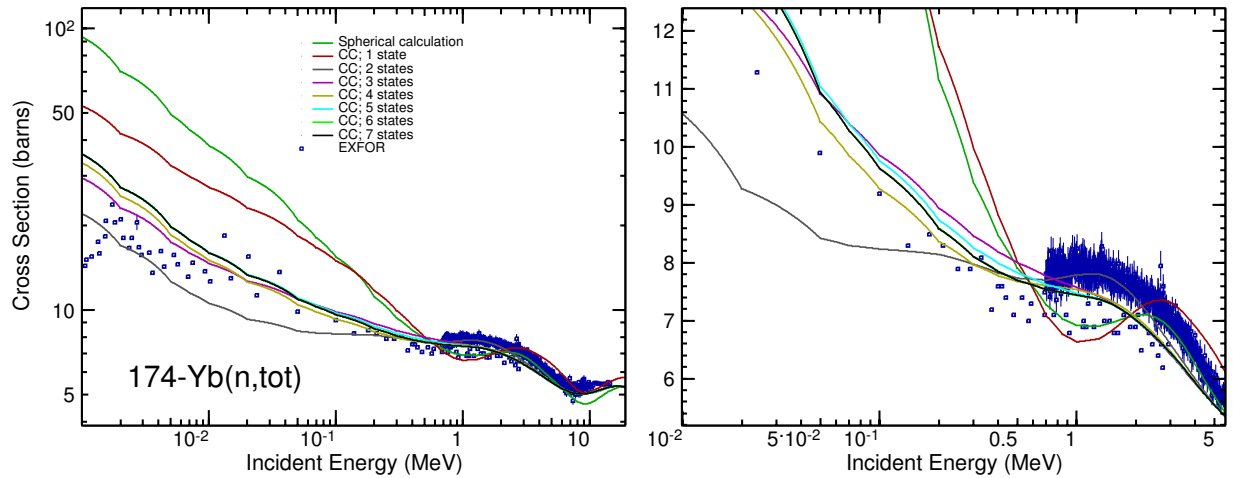 10²
50
10
5
Cross Section (barns)
Spherical calculation
CC; 1 state
CC; 2 states
CC; 3 states
CC; 4 states
CC; 5 states
CC; 6 states
CC; 7 states
EXFOR
174-Yb(n,tot)
10⁻² 10⁻¹ 1 10
Incident Energy (MeV)
12
11
10
9
8
7
6
10⁻² 5·10⁻² 10⁻¹ 0.5 1 5
Incident Energy (MeV)